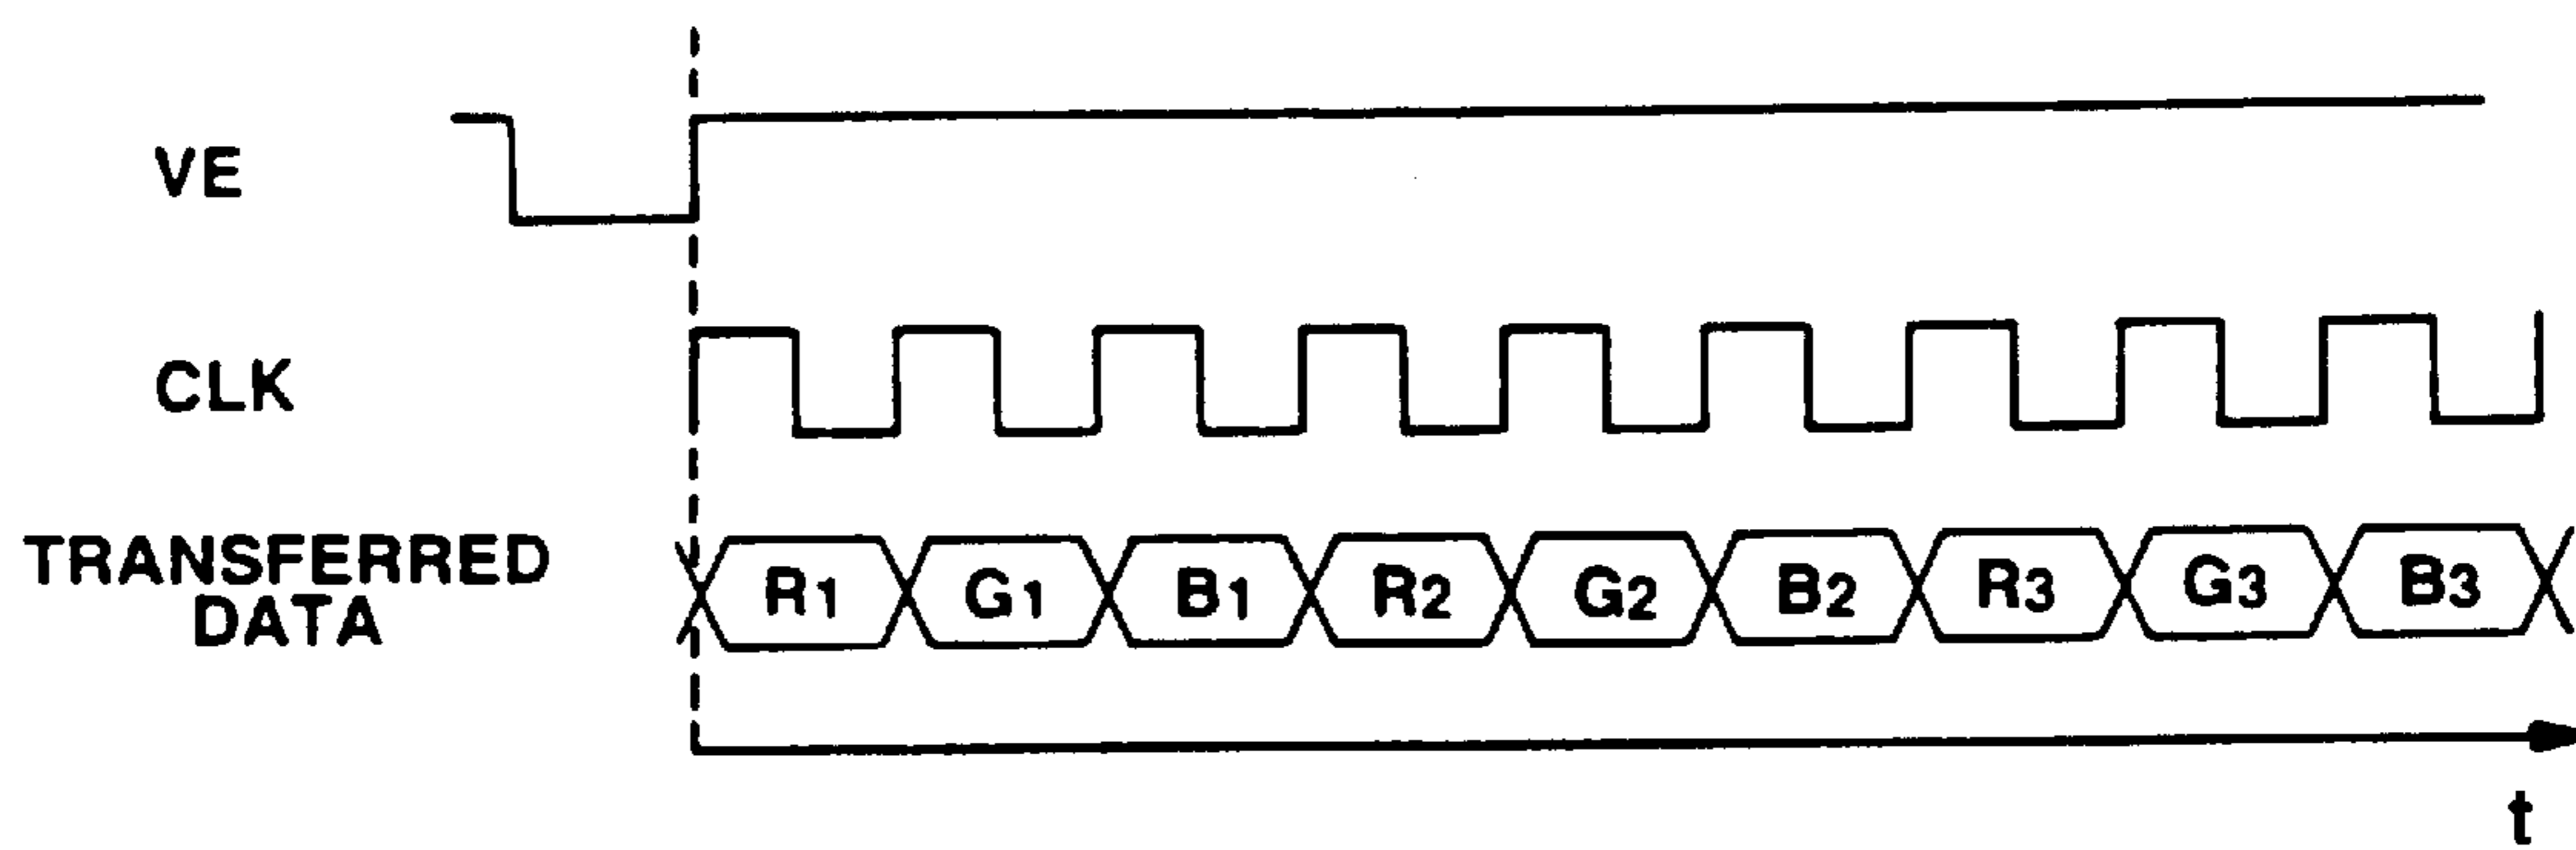 VE
CLK
TRANSFERRED
DATA
R1 G1 B1 R2 G2 B2 R3 G3 B3
t